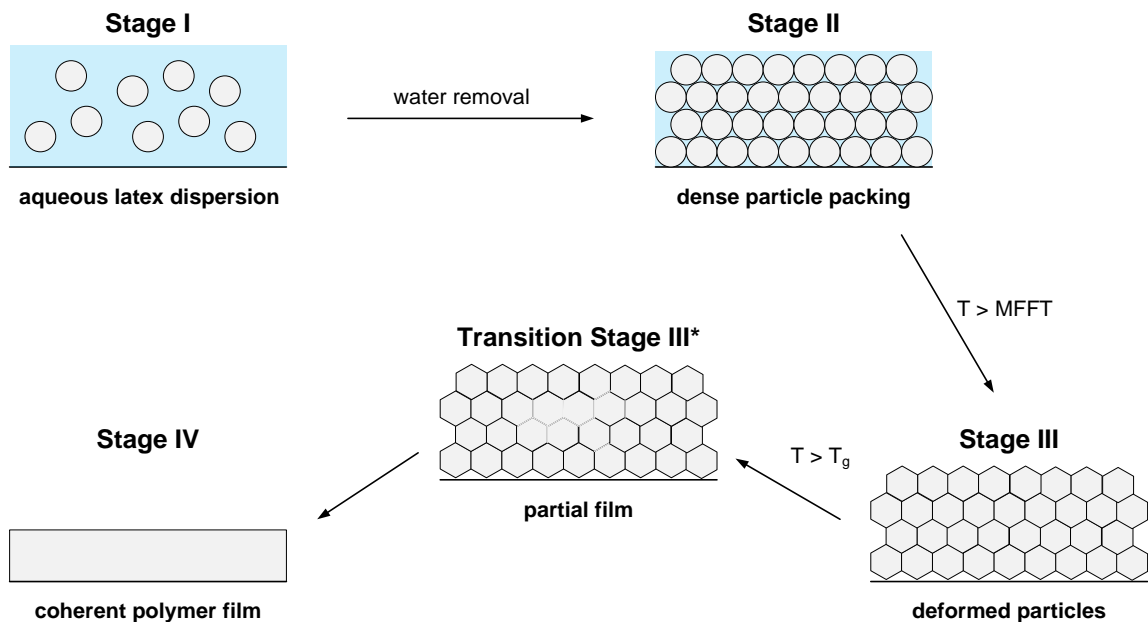 Stage I
aqueous latex dispersion
water removal
Stage II
dense particle packing
T > MFFT
Stage III
deformed particles
T > Tg
Transition Stage III*
partial film
Stage IV
coherent polymer film